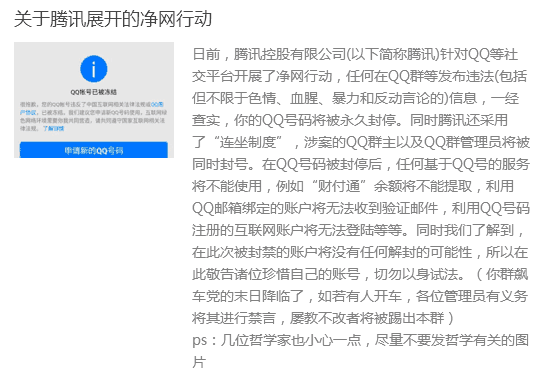 关于腾讯展开的净网行动
QQ帐号已被冻结
申请新的QQ号码
日前，腾讯控股有限公司(以下简称腾讯)针对QQ等社
交平台开展了净网行动，任何在QQ群等发布违法(包括
但不限于色情、血腥、暴力和反动言论的)信息，一经
查实，你的QQ号码将被永久封停。同时腾讯还采用
了“连坐制度”，涉案的QQ群主以及QQ群管理员将被
同时封号。在QQ号码被封停后，任何基于QQ号的服务
将不能使用，例如“财付通”余额将不能提取，利用
QQ邮箱绑定的账户将无法收到验证邮件，利用QQ号码
注册的互联网账户将无法登陆等等。同时我们了解到，
在此次被封禁的账户将没有任何解封的可能性，所以在
此敬告诸位珍惜自己的账号，切勿以身试法。（你群飙
车党的末日降临了，如若有人开车，各位管理员有义务
将其进行禁言，屡教不改者将被踢出本群）
ps：几位哲学家也小心一点，尽量不要发哲学有关的图
片